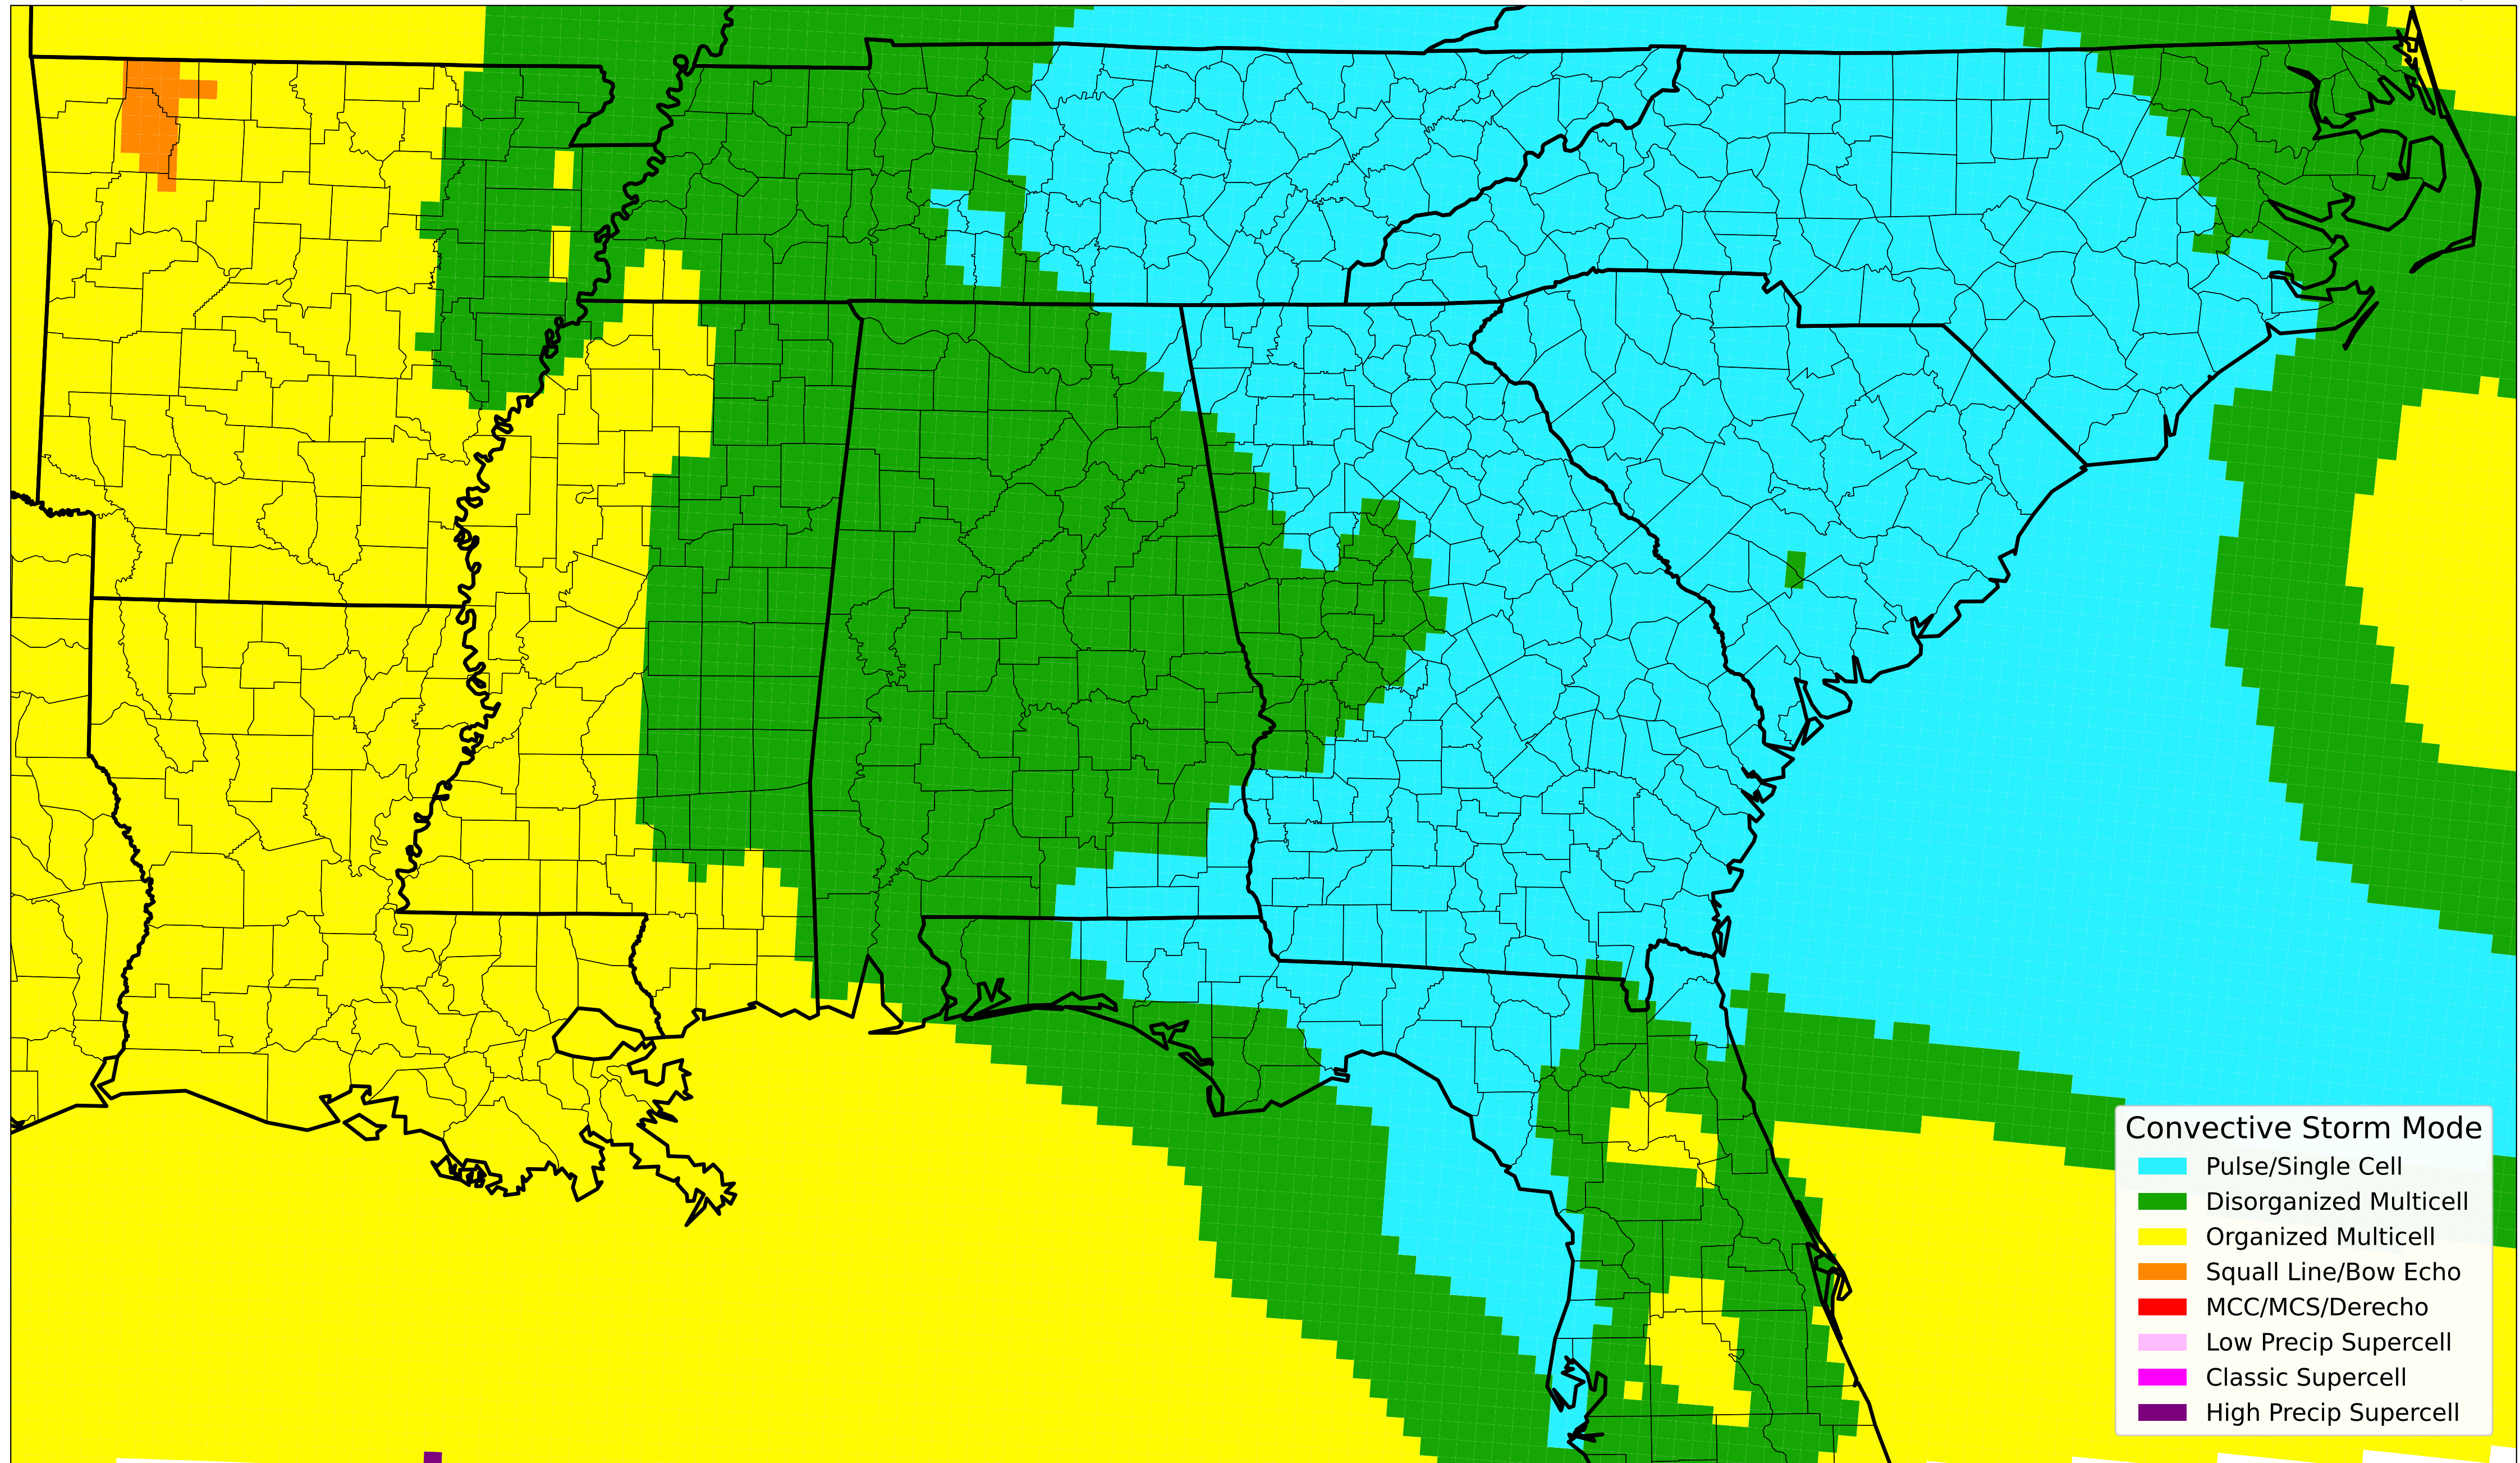 Convective Storm Mode
Pulse/Single Cell
Disorganized Multicell
Organized Multicell
Squall Line/Bow Echo
MCC/MCS/Derecho
Low Precip Supercell
Classic Supercell
High Precip Supercell